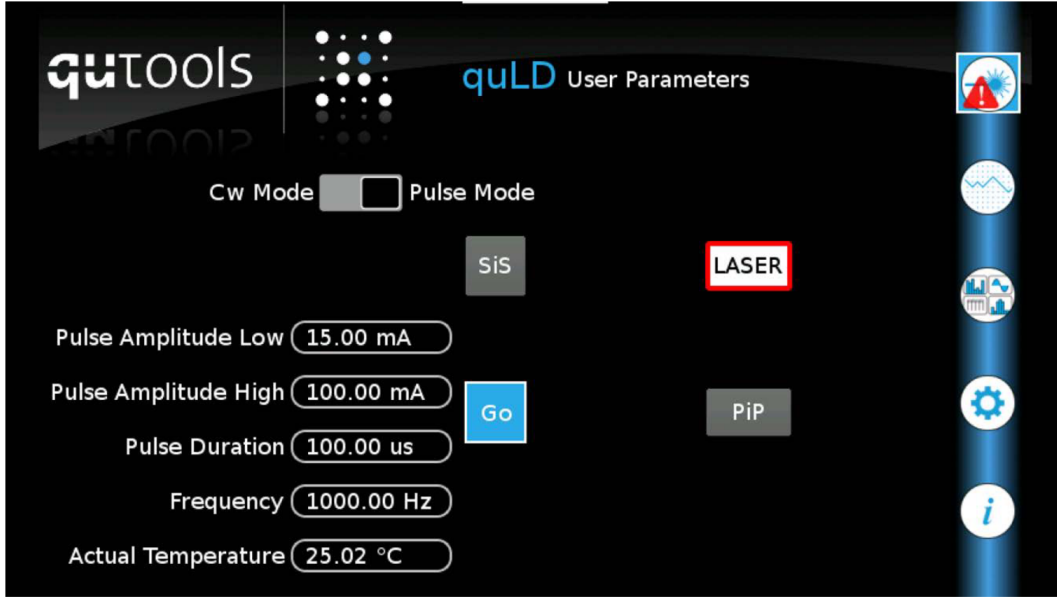 qutools
quLD User Parameters
Cw Mode Pulse Mode
SiS LASER
Pulse Amplitude Low 15.00 mA
Pulse Amplitude High 100.00 mA
Go PiP
Pulse Duration 100.00 us
Frequency 1000.00 Hz
Actual Temperature 25.02 °C
i